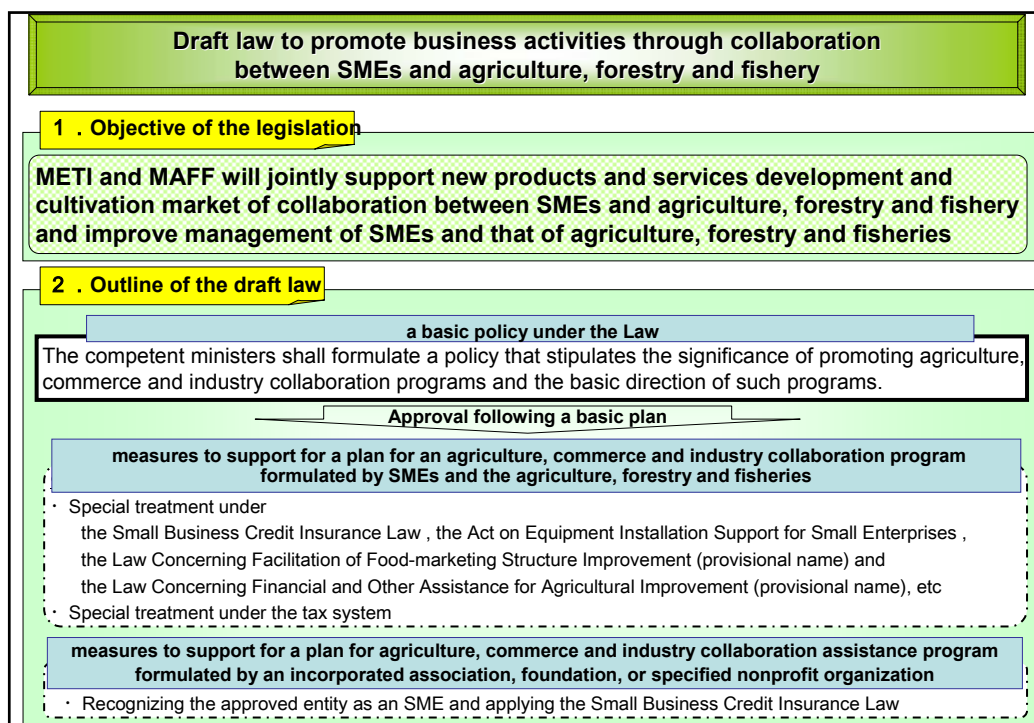 Draft law to promote business activities through collaboration
between SMEs and agriculture, forestry and fishery
１．Objective of the legislation
METI and MAFF will jointly support new products and services development and
cultivation market of collaboration between SMEs and agriculture, forestry and fishery
and improve management of SMEs and that of agriculture, forestry and fisheries
２．Outline of the draft law
a basic policy under the Law
The competent ministers shall formulate a policy that stipulates the significance of promoting agriculture,
commerce and industry collaboration programs and the basic direction of such programs.
Approval following a basic plan
measures to support for a plan for an agriculture, commerce and industry collaboration program
formulated by SMEs and the agriculture, forestry and fisheries
・ Special treatment under
the Small Business Credit Insurance Law , the Act on Equipment Installation Support for Small Enterprises ,
the Law Concerning Facilitation of Food-marketing Structure Improvement (provisional name) and
the Law Concerning Financial and Other Assistance for Agricultural Improvement (provisional name), etc
・ Special treatment under the tax system
measures to support for a plan for agriculture, commerce and industry collaboration assistance program
formulated by an incorporated association, foundation, or specified nonprofit organization
・ Recognizing the approved entity as an SME and applying the Small Business Credit Insurance Law